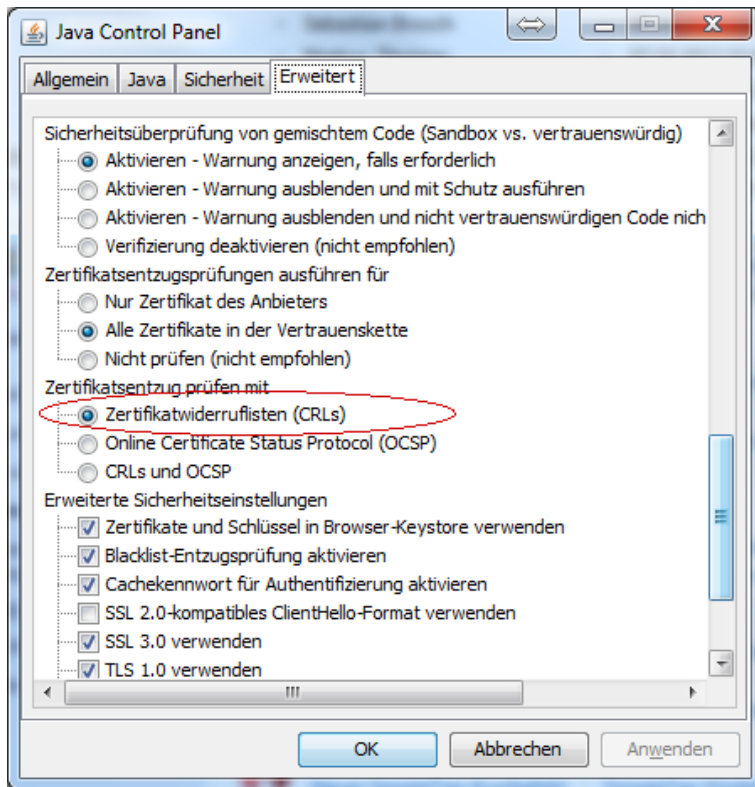 Java Control Panel
Allgemein Java Sicherheit Erweitert
Sicherheitsüberprüfung von gemischtem Code (Sandbox vs. vertrauenswürdig)
Aktivieren - Warnung anzeigen, falls erforderlich
Aktivieren - Warnung ausblenden und mit Schutz ausführen
Aktivieren - Warnung ausblenden und nicht vertrauenswürdigen Code nich
Verifizierung deaktivieren (nicht empfohlen)
Zertifikatsentzugsprüfungen ausführen für
Nur Zertifikat des Anbieters
Alle Zertifikate in der Vertrauenskette
Nicht prüfen (nicht empfohlen)
Zertifikatsentzug prüfen mit
Zertifikatwiderruflisten (CRLs)
Online Certificate Status Protocol (OCSP)
CRLs und OCSP
Erweiterte Sicherheitseinstellungen
Zertifikate und Schlüssel in Browser-Keystore verwenden
Blacklist-Entzugsprüfung aktivieren
Cachekennwort für Authentifizierung aktivieren
SSL 2.0-kompatibles ClientHello-Format verwenden
SSL 3.0 verwenden
TLS 1.0 verwenden
OK Abbrechen Anwenden